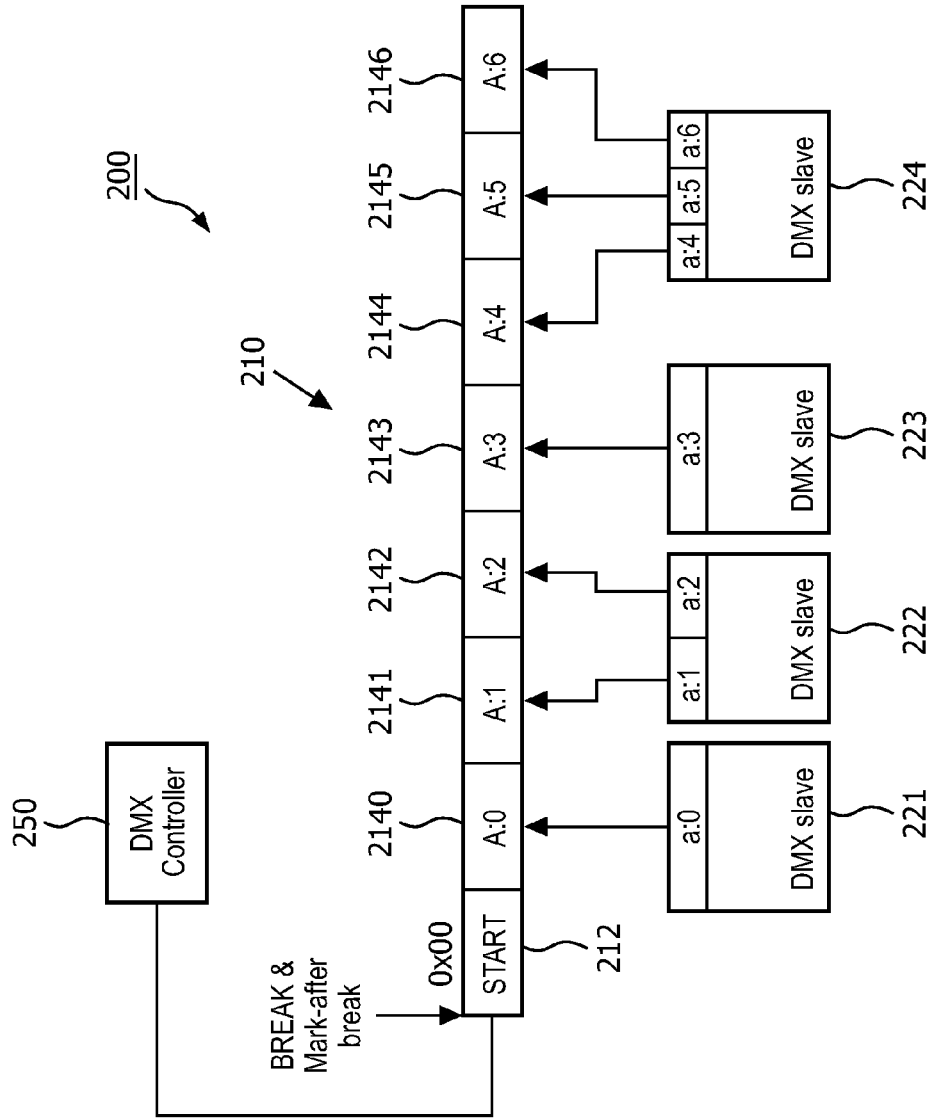 200
250
DMX
Controller
210
BREAK &
Mark-after
break
0x00
2140
2141
2142
2143
2144
2145
2146
START
A:0
A:1
A:2
A:3
A:4
A:5
A:6
212
a:0
DMX slave
221
a:1
a:2
DMX slave
222
a:3
DMX slave
223
a:4
a:5
a:6
DMX slave
224